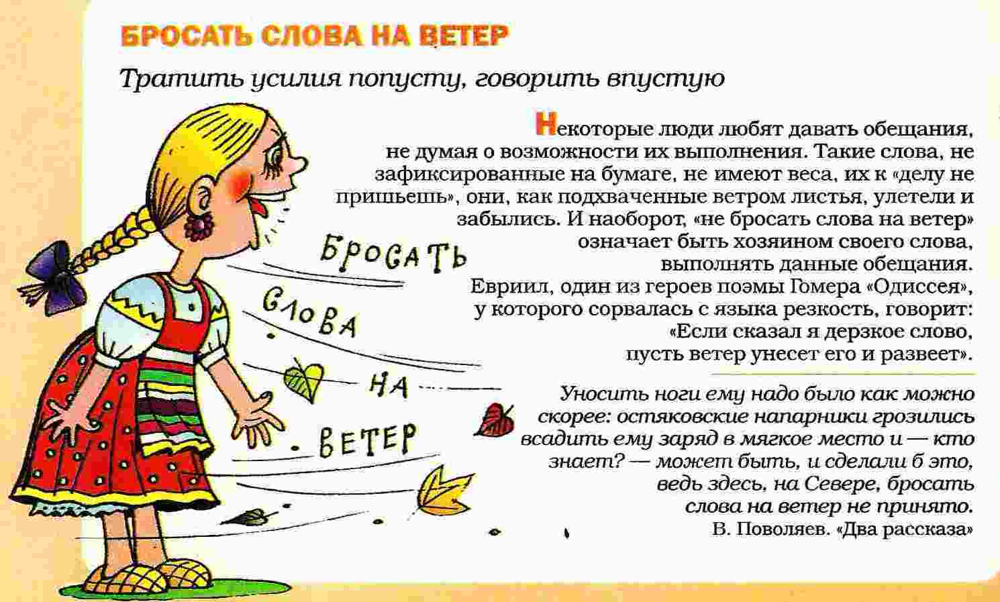 БРОСАТЬ СЛОВА НА ВЕТЕР
Тратить усилия попусту, говорить впустую
Некоторые люди любят давать обещания,
не думая о возможности их выполнения. Такие слова, не
зафиксированные на бумаге, не имеют веса, их к «делу не
пришьешь», они, как подхваченные ветром листья, улетели и
забылись. И наоборот, «не бросать слова на ветер»
означает быть хозяином своего слова,
выполнять данные обещания.
Евриил, один из героев поэмы Гомера «Одиссея»,
у которого сорвалась с языка резкость, говорит:
«Если сказал я дерзкое слово,
пусть ветер унесет его и развеет».
Уносить ноги ему надо было как можно
скорее: остяковские напарники грозились
всадить ему заряд в мягкое место и — кто
знает? — может быть, и сделали б это,
ведь здесь, на Севере, бросать
слова на ветер не принято.
В. Поволяев. «Два рассказа»
БРОСАТЬ
СЛОВА
НА
ВЕТЕР